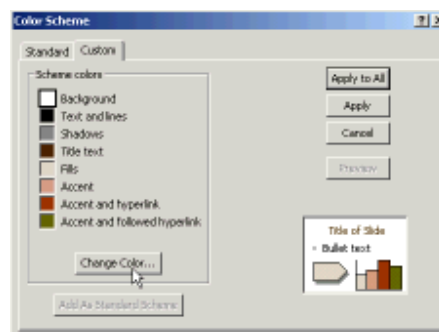 Color Scheme
Standard
Custom
Scheme colors
Background
Text and lines
Shadows
Title text
Fills
Accent
Accent and hyperlink
Accent and followed hyperlink
Change Color...
Add As Standard Scheme
Apply to All
Apply
Cancel
Preview
Title of Slide
• Bullet text